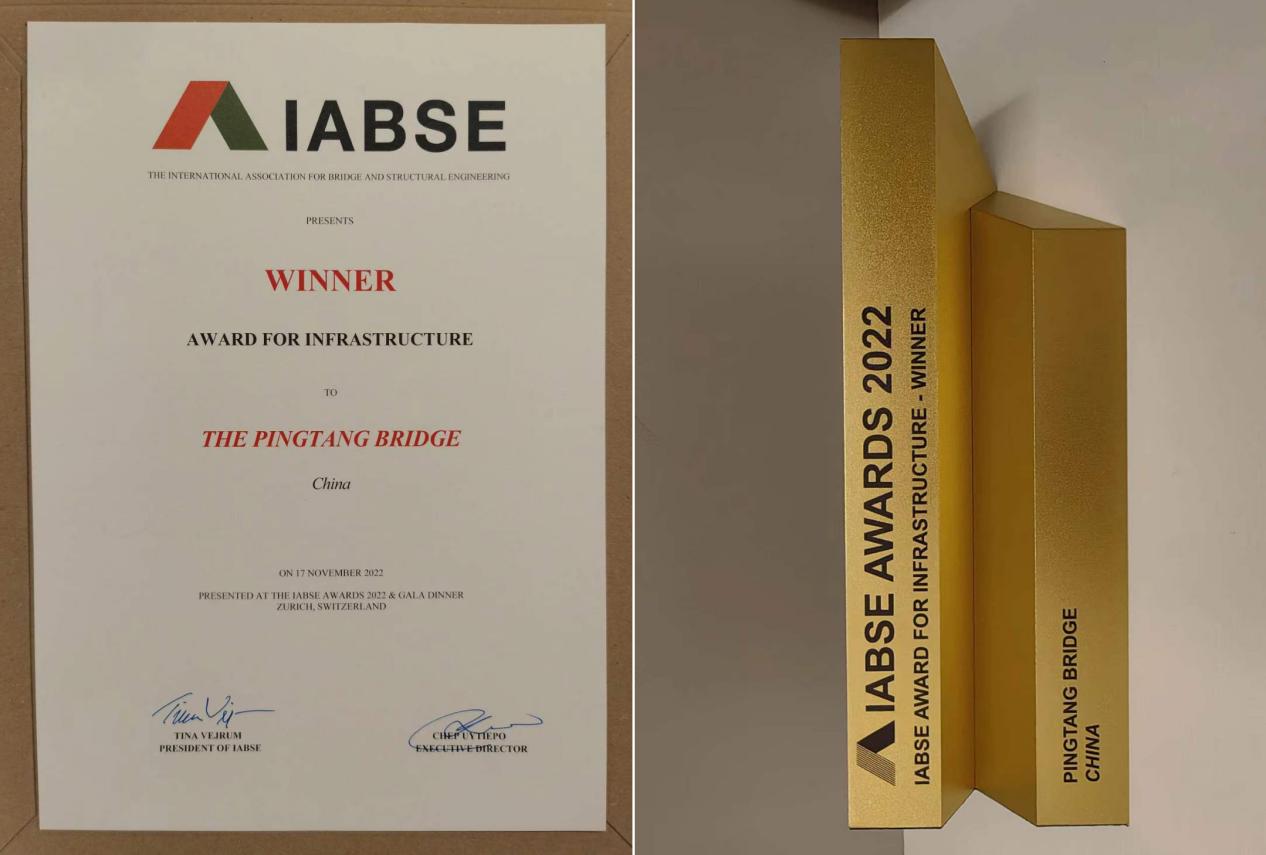 IABSE
THE INTERNATIONAL ASSOCIATION FOR BRIDGE AND STRUCTURAL ENGINEERING
PRESENTS
WINNER
AWARD FOR INFRASTRUCTURE
TO
THE PINGTANG BRIDGE
China
ON 17 NOVEMBER 2022
PRESENTED AT THE IABSE AWARDS 2022 & GALA DINNER
ZURICH, SWITZERLAND
TINA VEJRUM
PRESIDENT OF IABSE
EXECUTIVE DIRECTOR
IABSE AWARDS 2022
IABSE AWARD FOR INFRASTRUCTURE - WINNER
PINGTANG BRIDGE
CHINA